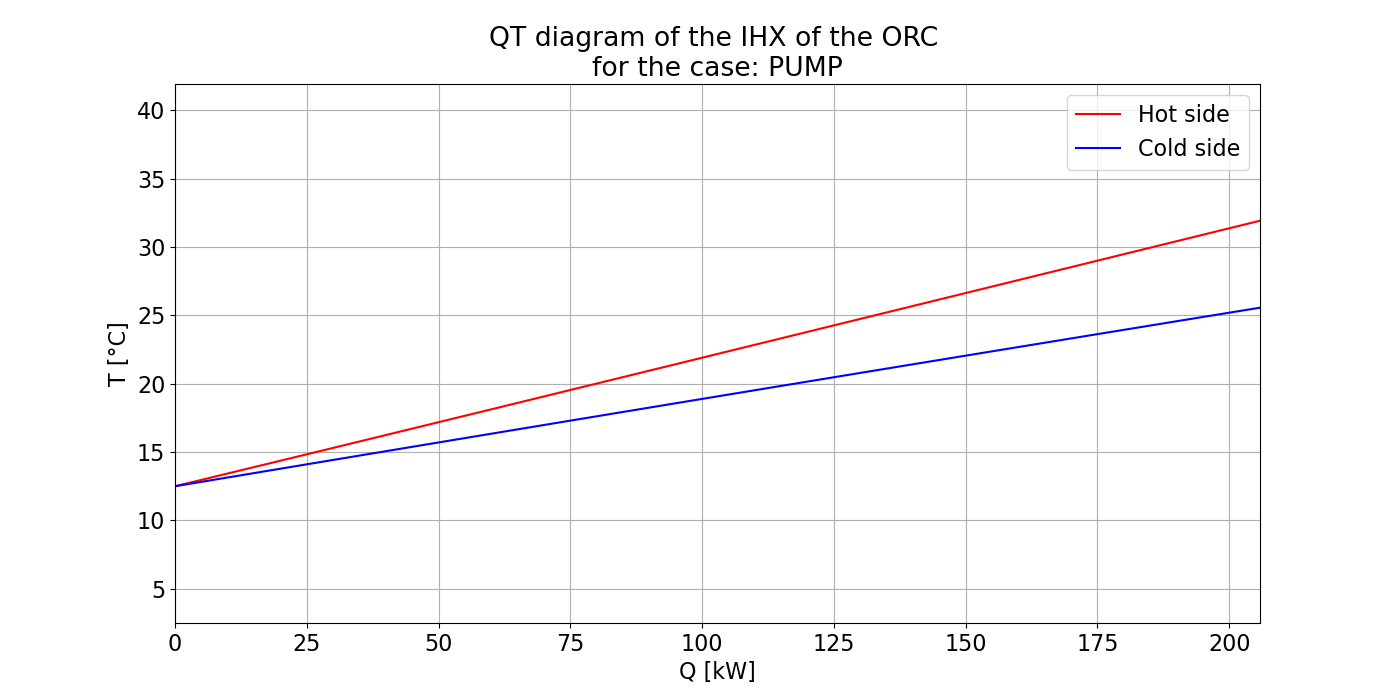 QT diagram of the IHX of the ORC
for the case: PUMP
Hot side
Cold side
40
35
30
25
20
15
10
5
T [°C]
0 25 50 75 100 125 150 175 200
Q [kW]